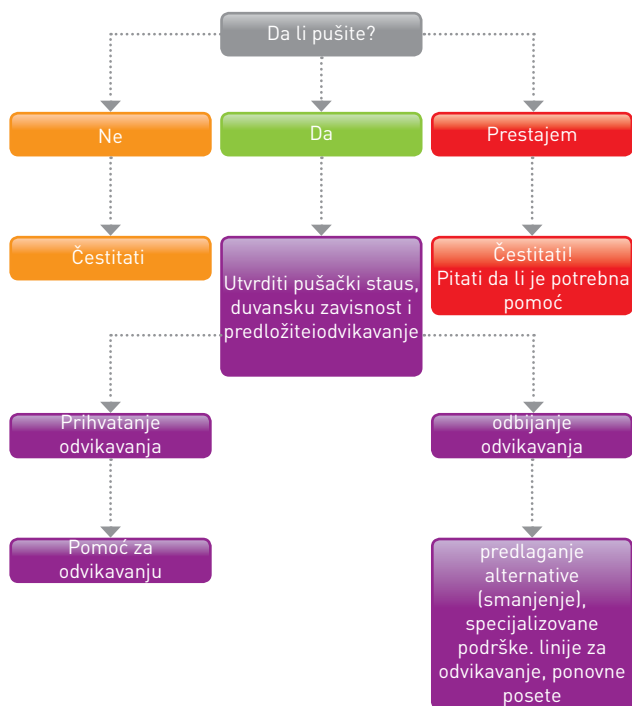 Da li pušite?
Ne
Da
Prestajem
Čestitati
Utvrditi pušački staus,
duvansku zavisnost i
predložiteiodvikavanje
Čestitati!
Pitati da li je potrebna
pomoć
Prihvatanje
odvikavanja
odbijanje
odvikavanja
Pomoć za
odvikavanju
predlaganje
alternative
(smanjenje),
specijalizovane
podrške. linije za
odvikavanje, ponovne
posete